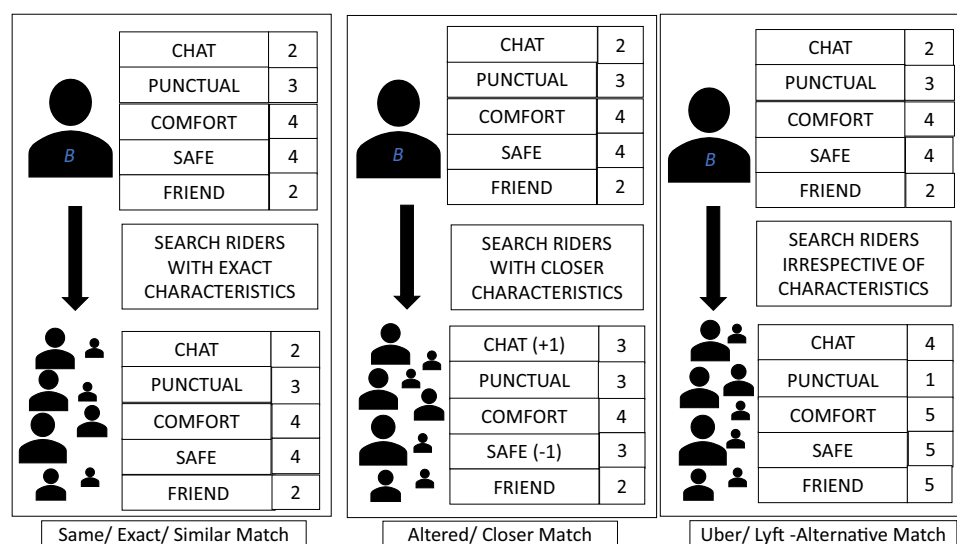 CHAT 2
PUNCTUAL 3
COMFORT 4
SAFE 4
FRIEND 2
B
SEARCH RIDERS
WITH EXACT
CHARACTERISTICS
CHAT 2
PUNCTUAL 3
COMFORT 4
SAFE 4
FRIEND 2
Same/ Exact/ Similar Match
CHAT 2
PUNCTUAL 3
COMFORT 4
SAFE 4
FRIEND 2
B
SEARCH RIDERS
WITH CLOSER
CHARACTERISTICS
CHAT (+1) 3
PUNCTUAL 3
COMFORT 4
SAFE (-1) 3
FRIEND 2
Altered/ Closer Match
CHAT 2
PUNCTUAL 3
COMFORT 4
SAFE 4
FRIEND 2
B
SEARCH RIDERS
IRRESPECTIVE OF
CHARACTERISTICS
CHAT 4
PUNCTUAL 1
COMFORT 5
SAFE 5
FRIEND 5
Uber/ Lyft -Alternative Match